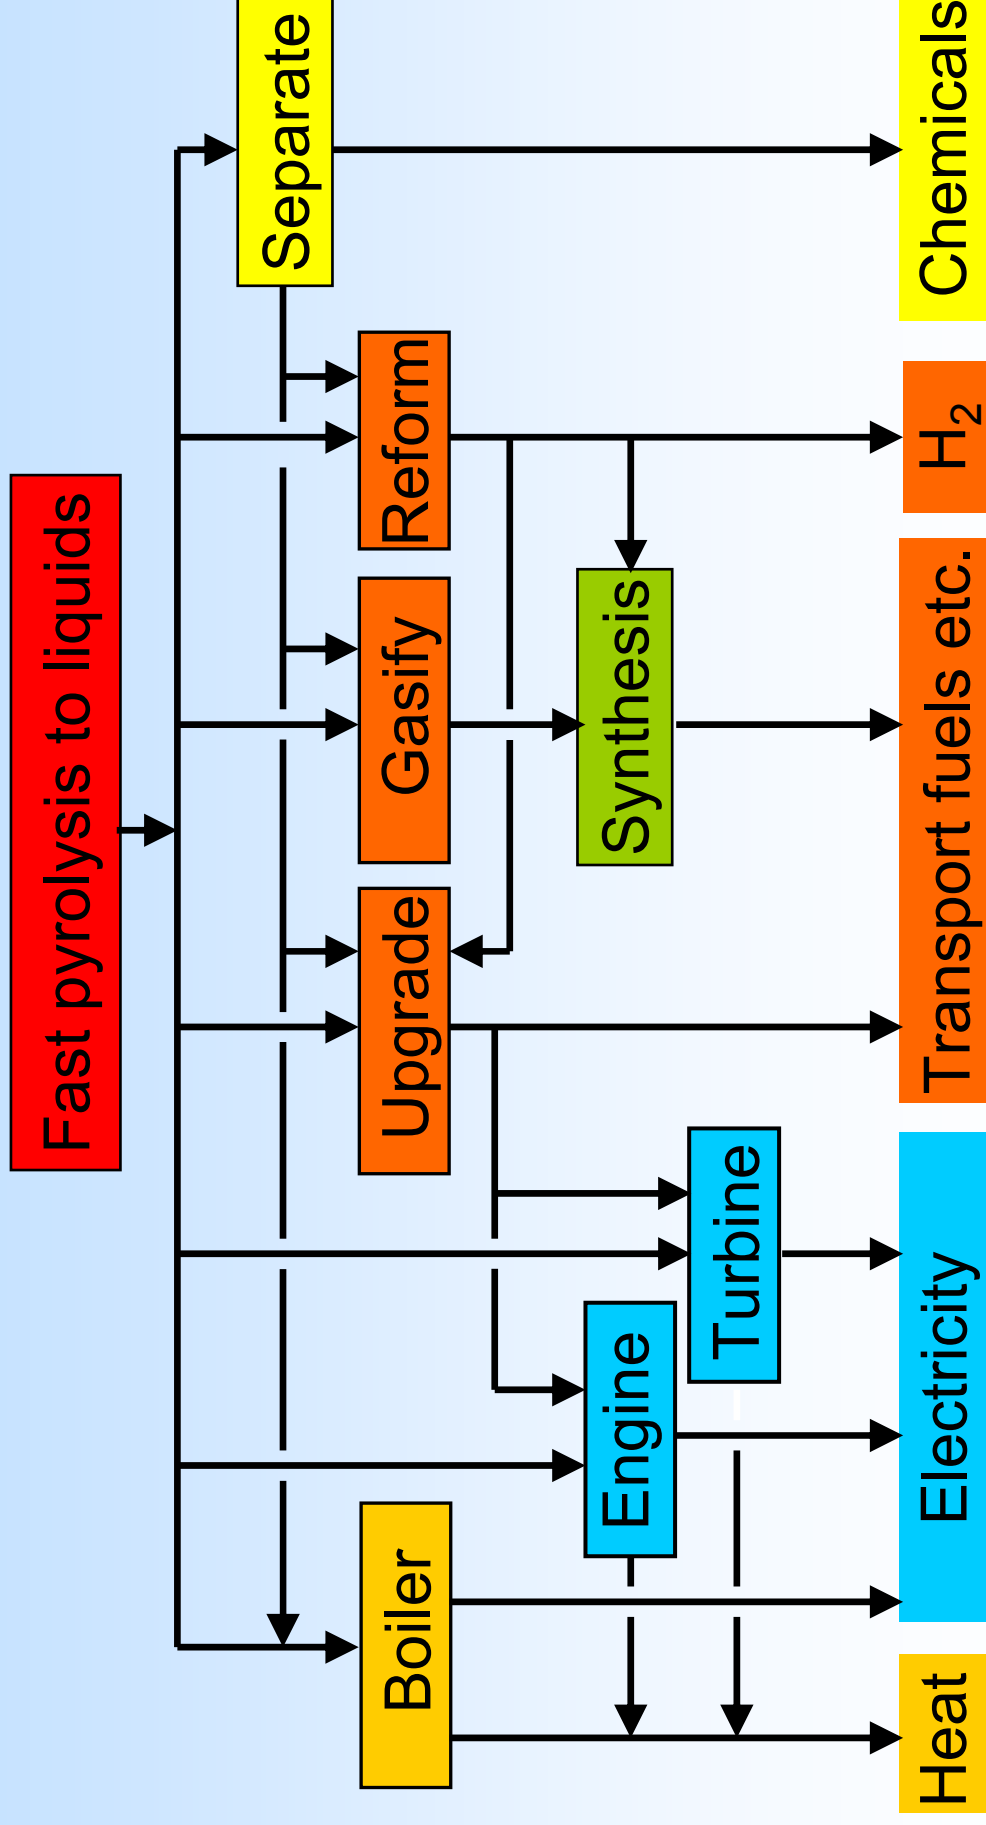 Fast pyrolysis to liquids
Separate
Boiler
Upgrade
Gasify
Reform
Engine
Synthesis
Turbine
Heat
Electricity
Transport fuels etc.
H₂
Chemicals